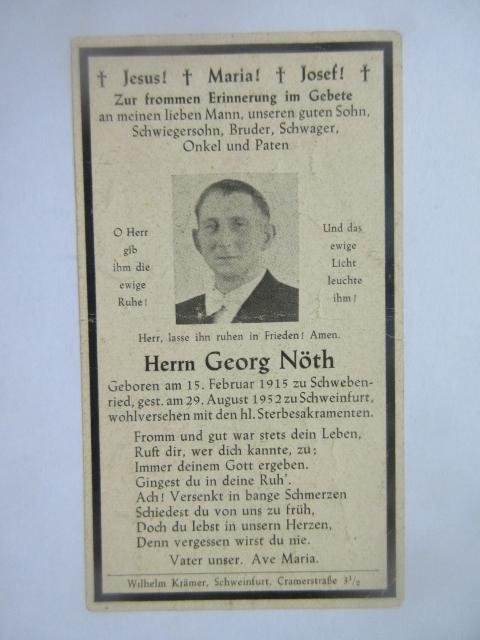 † Jesus! † Maria! † Josef! †
Zur frommen Erinnerung im Gebete
an meinen lieben Mann, unseren guten Sohn,
Schwiegersohn, Bruder, Schwager,
Onkel und Paten
O Herr
gib
ihm die
ewige
Ruhe!
Und das
ewige
Licht
leuchte
ihm!
Herr, lasse ihn ruhen in Frieden! Amen.
Herrn Georg Nöth
Geboren am 15. Februar 1915 zu Schweben-
ried, gest. am 29. August 1952 zu Schweinfurt,
wohlversehen mit den hl. Sterbesakramenten.
Fromm und gut war stets dein Leben,
Ruft dir, wer dich kannte, zu;
Immer deinem Gott ergeben.
Gingest du in deine Ruh'.
Ach! Versenkt in bange Schmerzen
Schiedest du von uns zu früh,
Doch du lebst in unsern Herzen,
Denn vergessen wirst du nie.
Vater unser. Ave Maria.
Wilhelm Krämer, Schweinfurt, Cramerstraße 3½